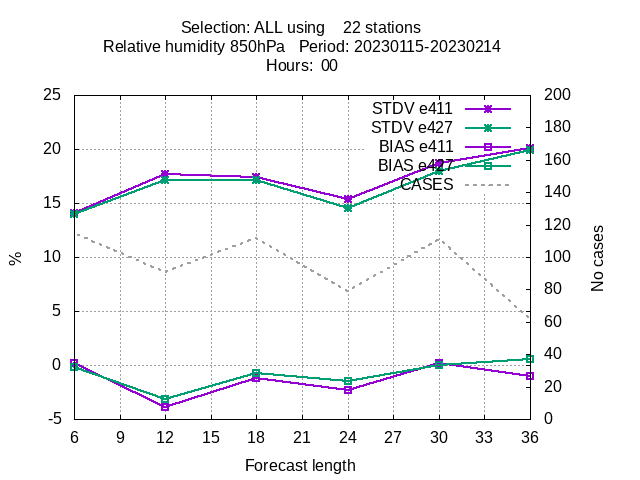 Selection: ALL using    22 stations
Relative humidity 850hPa   Period: 20230115-20230214
Hours:  00
25
20
15
10
5
0
-5
%
200
180
160
140
120
100
80
60
40
20
0
No cases
STDV e411
STDV e427
BIAS e411
BIAS e427
CASES
6 9 12 15 18 21 24 27 30 33 36
Forecast length